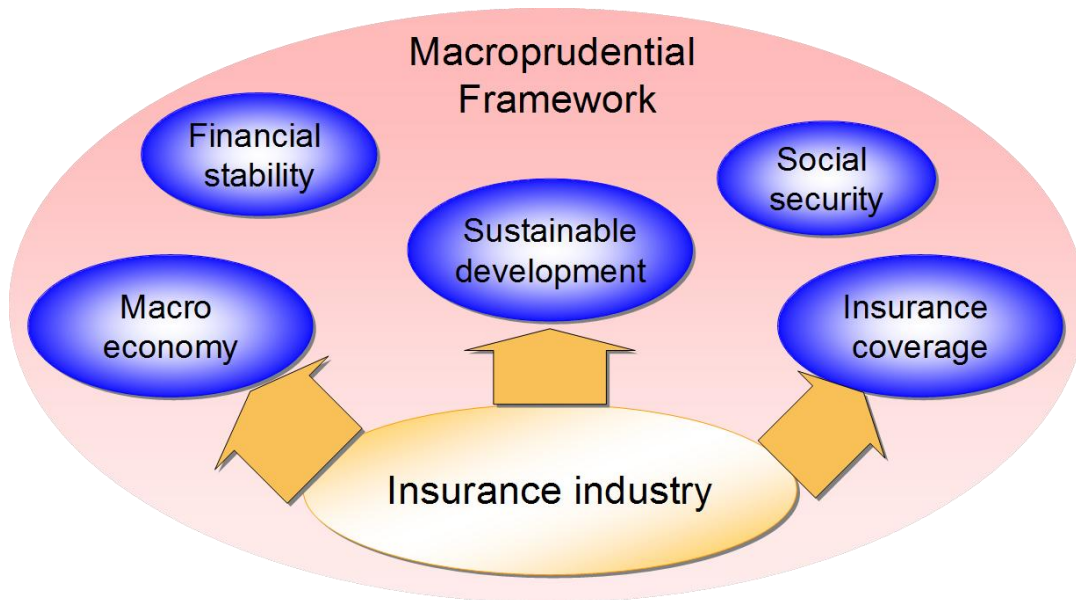 Macroprudential
Framework
Financial
stability
Social
security
Sustainable
development
Macro
economy
Insurance
coverage
Insurance industry